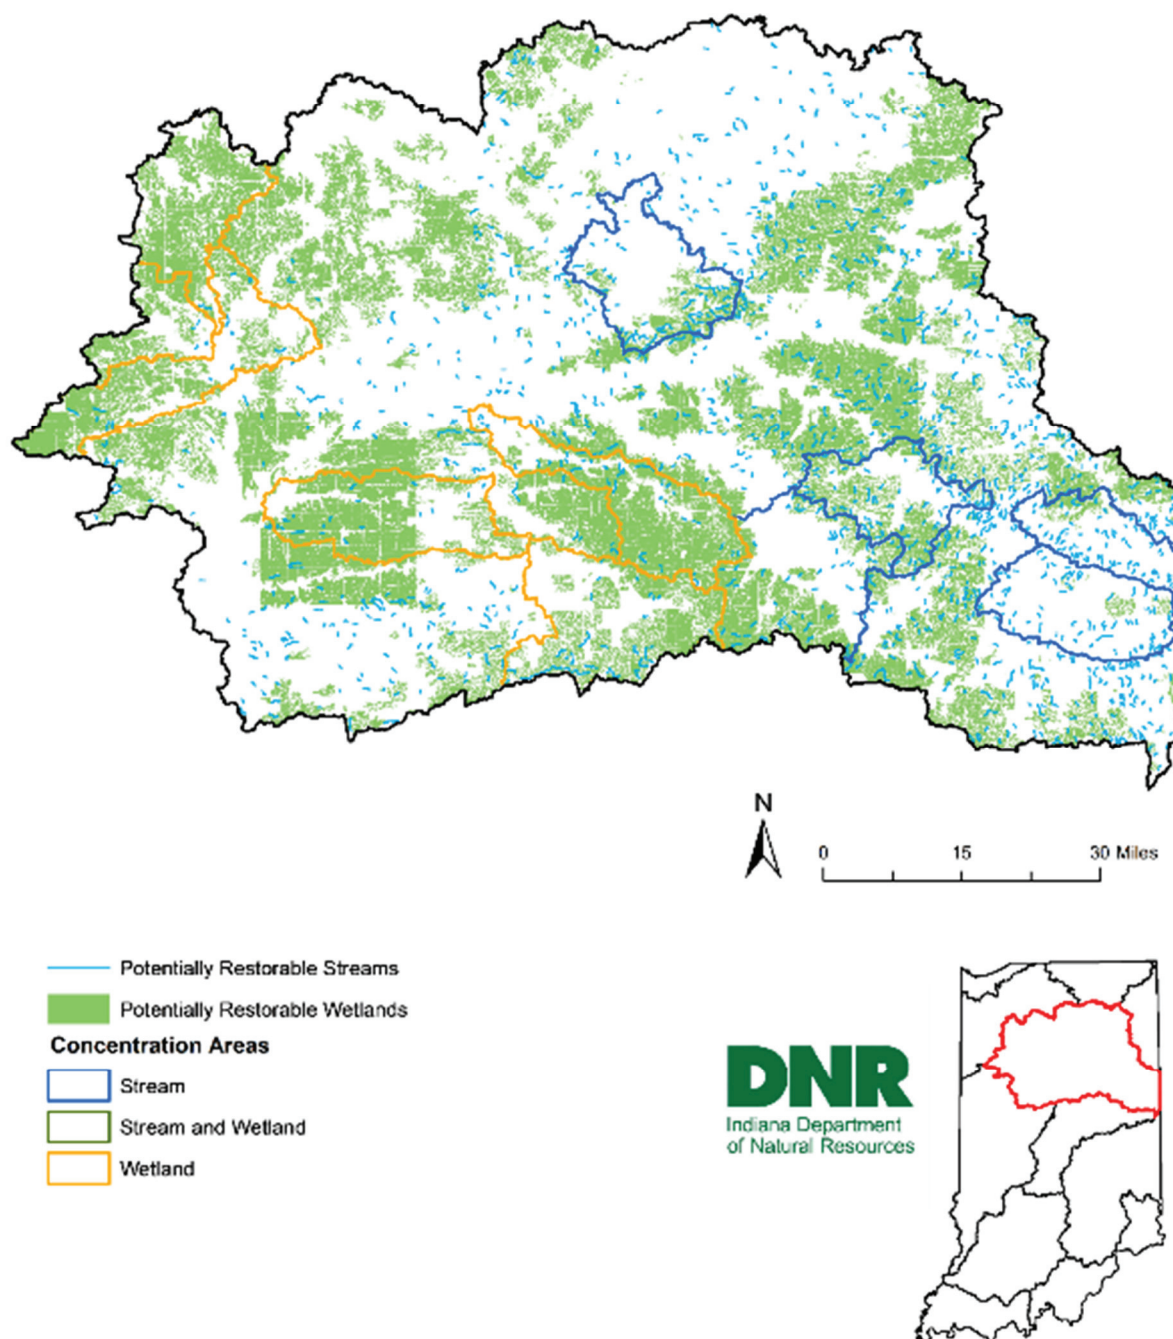 N
0 15 30 Miles
Potentially Restorable Streams
Potentially Restorable Wetlands
Concentration Areas
Stream
Stream and Wetland
Wetland
DNR
Indiana Department
of Natural Resources